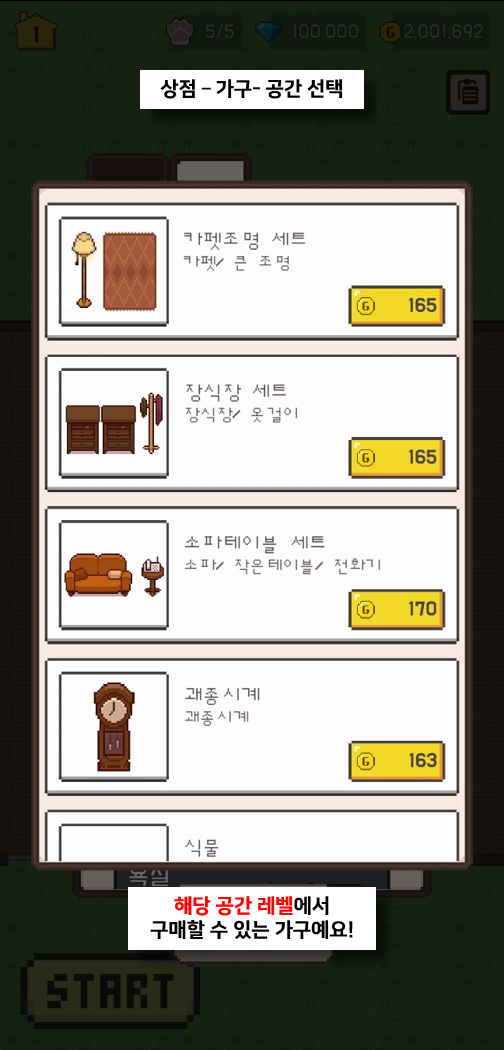 1
5/5
100,000
G 2,001,692
상점 - 가구- 공간 선택
카펫조명 세트
카펫/ 큰 조명
G 165
장식장 세트
장식장/ 옷걸이
G 165
소파테이블 세트
소파/ 작은테이블/ 전화기
G 170
괘종시계
괘종시계
G 163
식물
욕실
해당 공간 레벨에서
구매할 수 있는 가구예요!
START